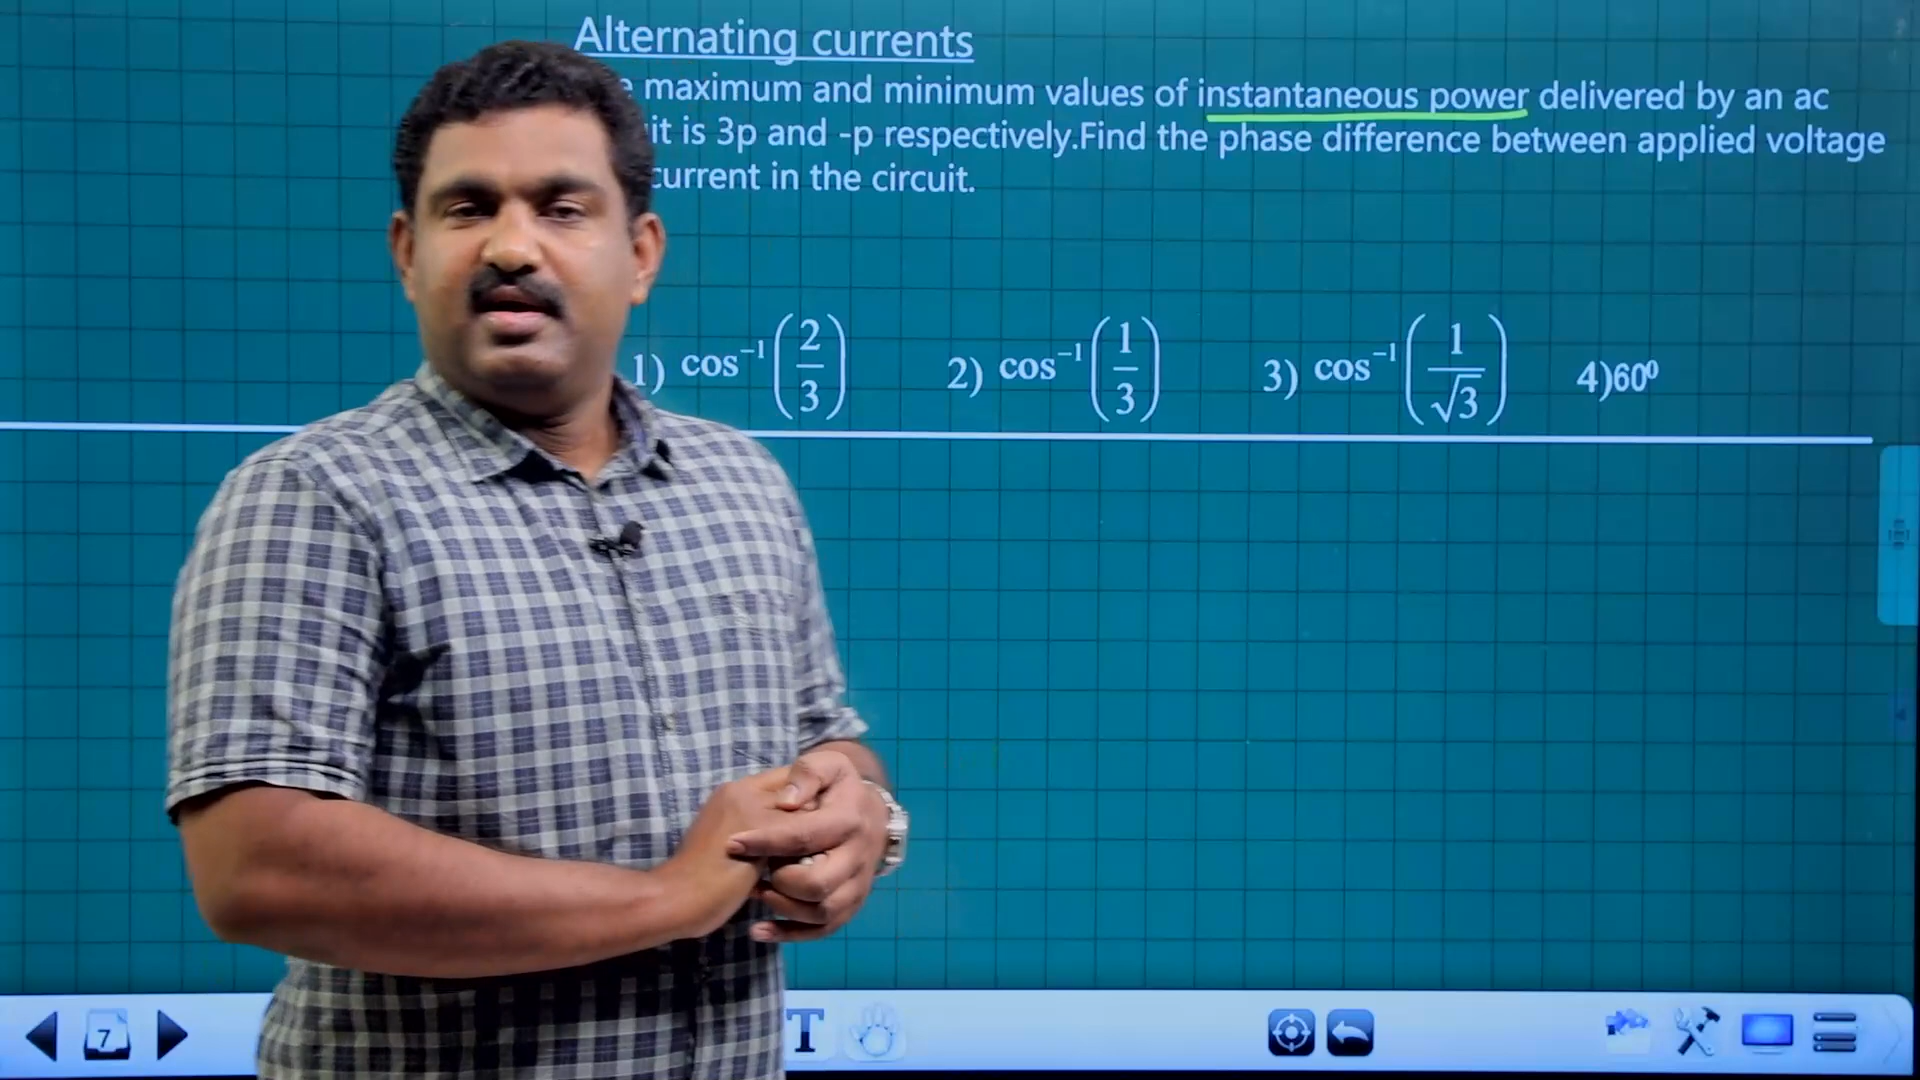 Alternating currents
maximum and minimum values of instantaneous power delivered by an ac
is 3p and -p respectively.Find the phase difference between applied voltage
current in the circuit.
1) cos⁻¹(2/3) 2) cos⁻¹(1/3) 3) cos⁻¹(1/√3) 4)60⁰
7 T